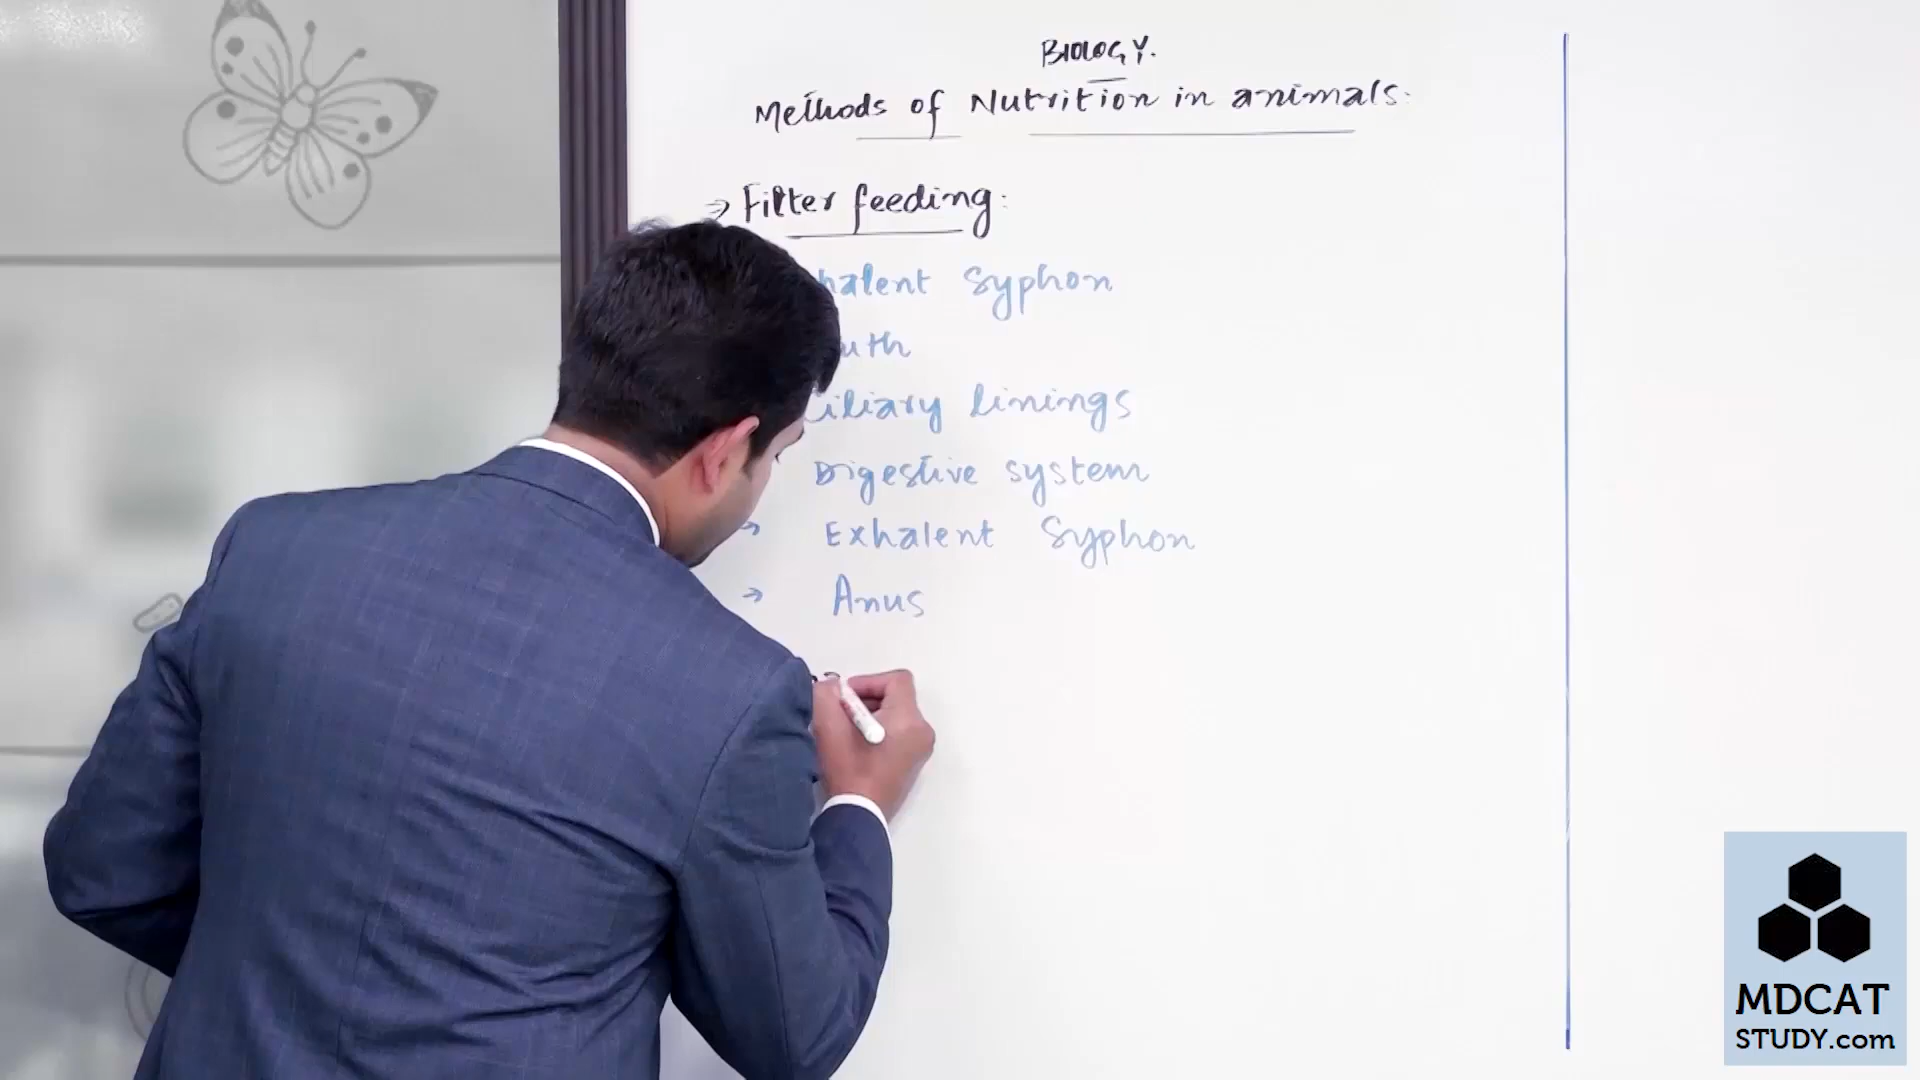 BIOLOGY.
Methods of Nutrition in animals:
→ Filter feeding:
halent Syphon
uth
Ciliary linings
Digestive system
→ Exhalent Syphon
→ Anus
MDCAT
STUDY.com